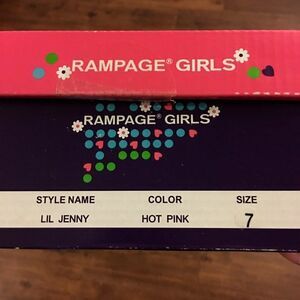 RAMPAGE® GIRLS
RAMPAGE® GIRLS
STYLE NAME COLOR SIZE
LIL JENNY HOT PINK 7